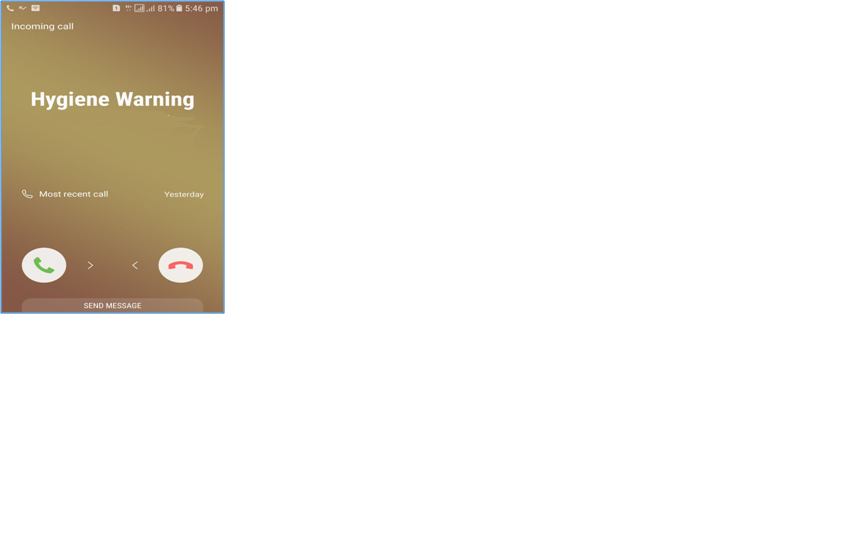 81% 5:46 pm
Incoming call
Hygiene Warning
Most recent call Yesterday
SEND MESSAGE